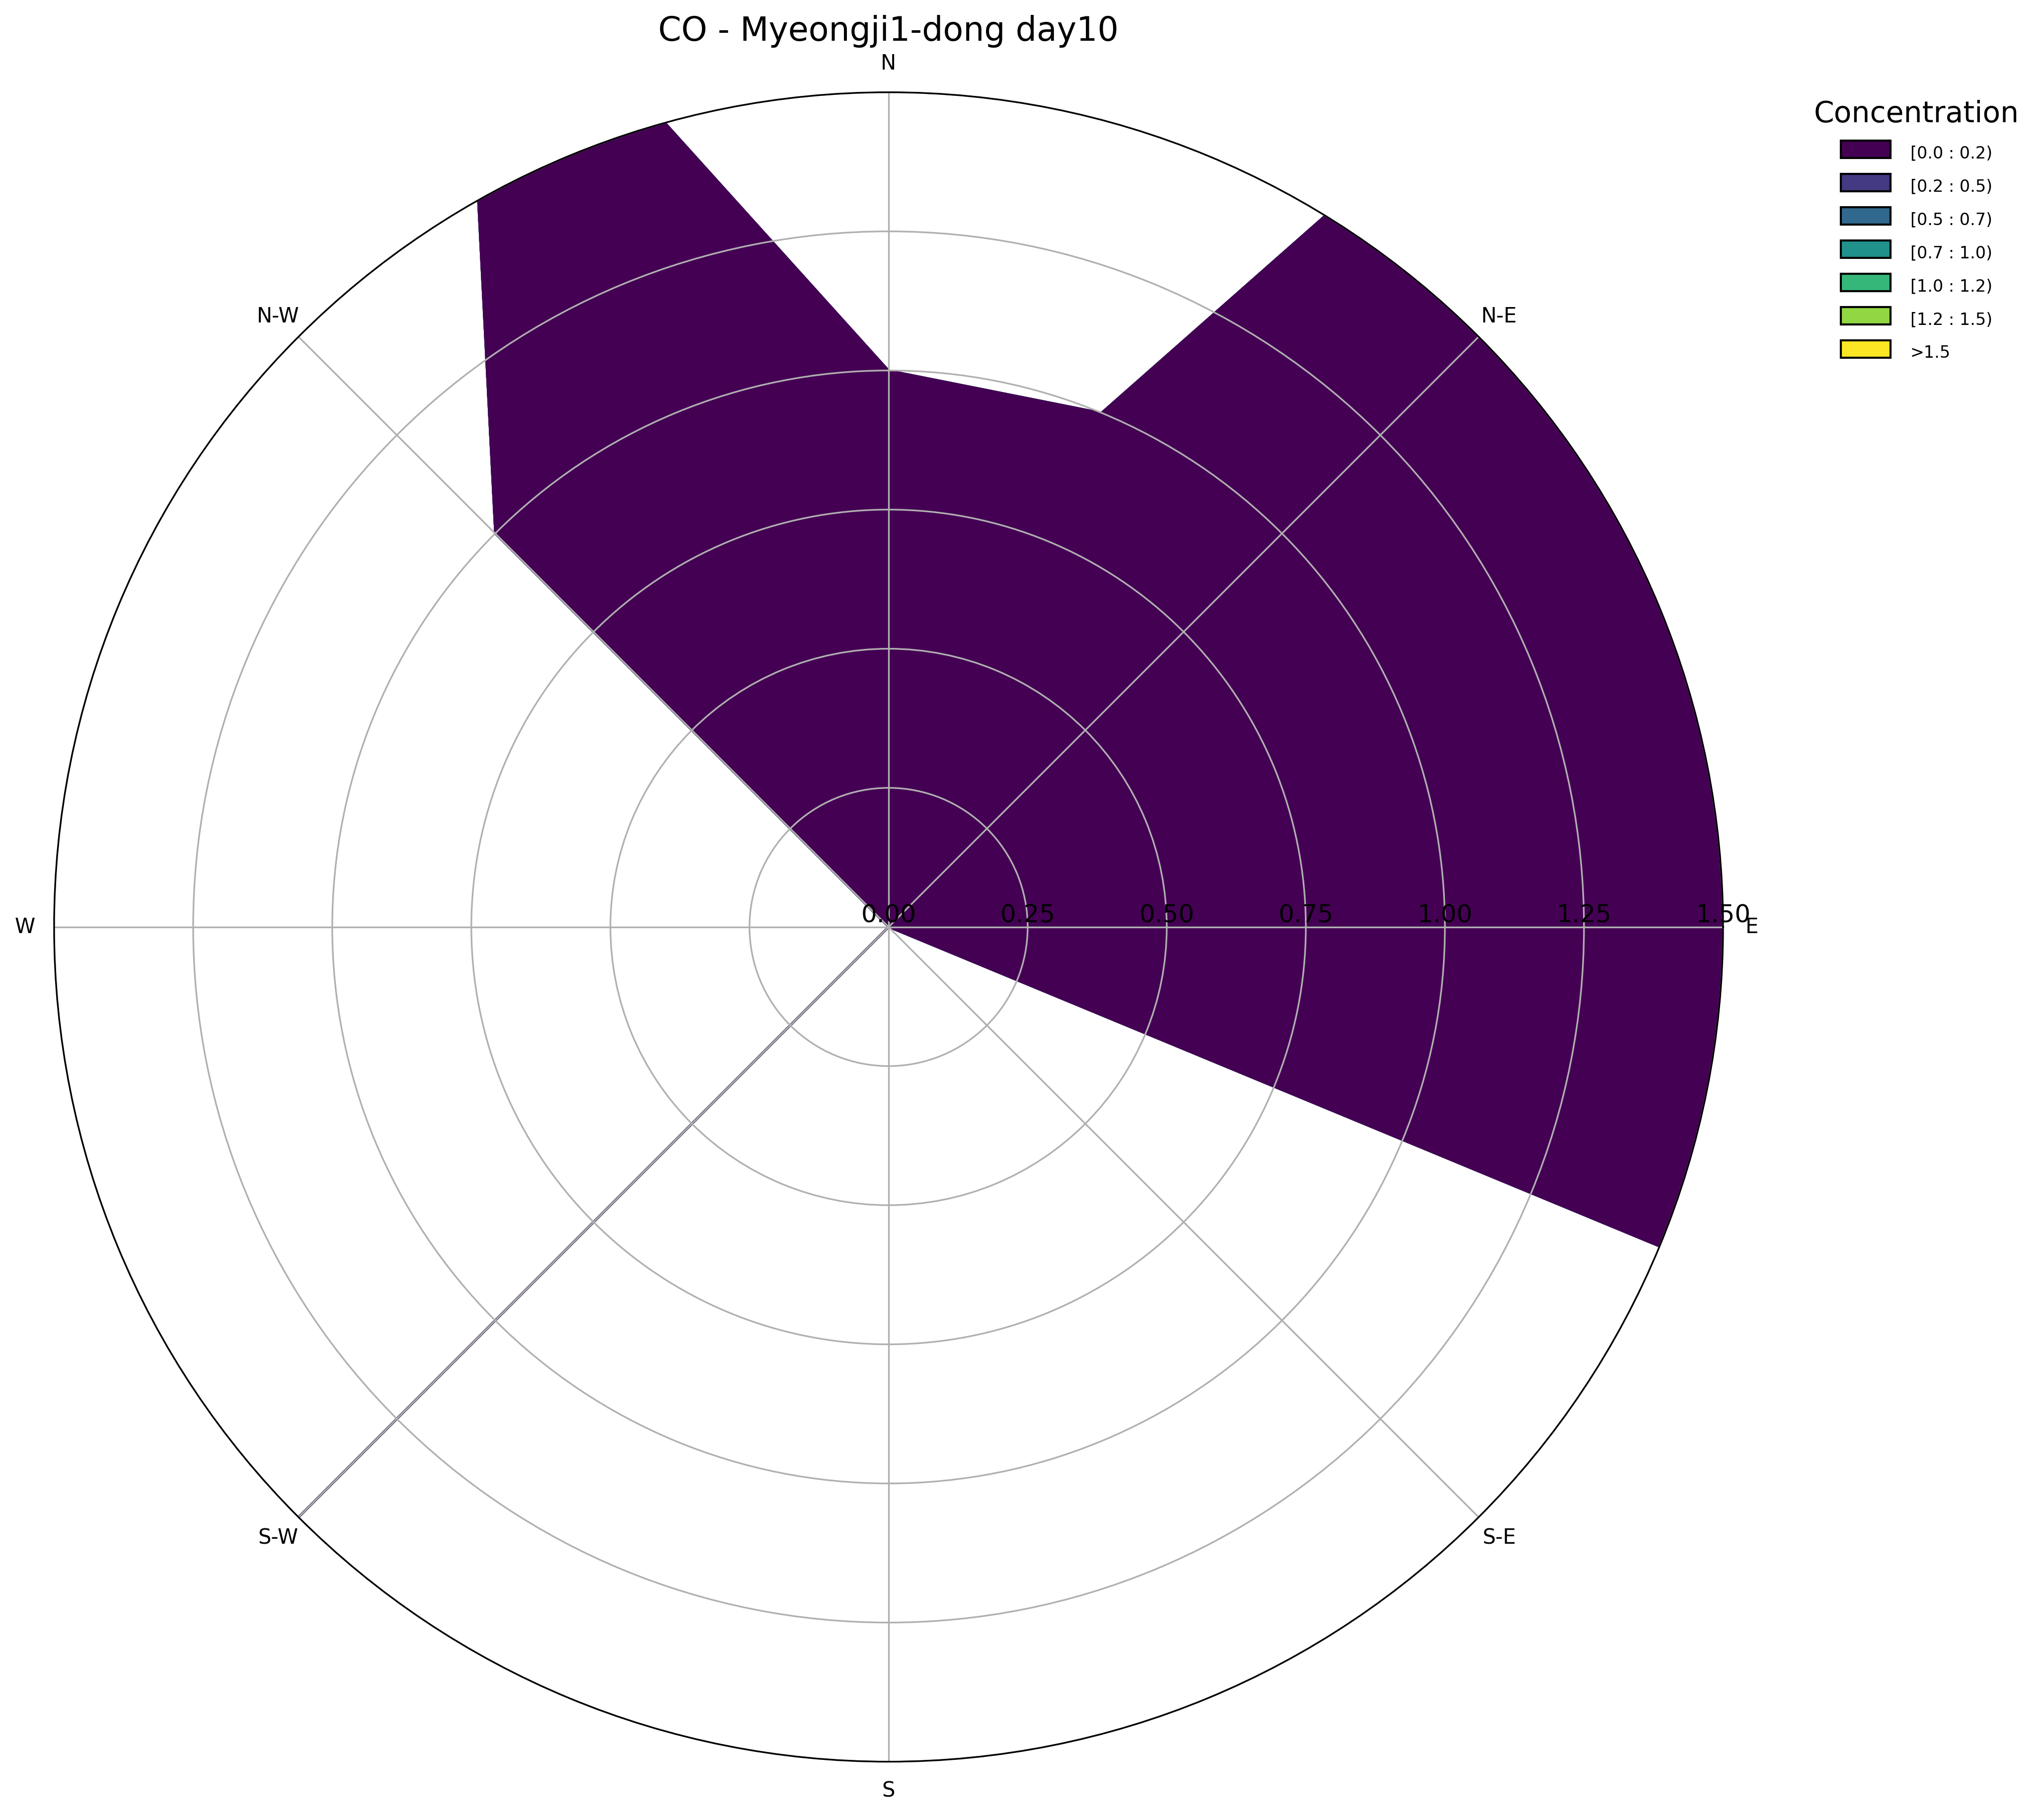 CO - Myeongji1-dong day10
N
Concentration
[0.0 : 0.2)
[0.2 : 0.5)
[0.5 : 0.7)
[0.7 : 1.0)
[1.0 : 1.2)
[1.2 : 1.5)
>1.5
N-W
N-E
W
0.00 0.25 0.50 0.75 1.00 1.25 1.50
E
S-W
S-E
S